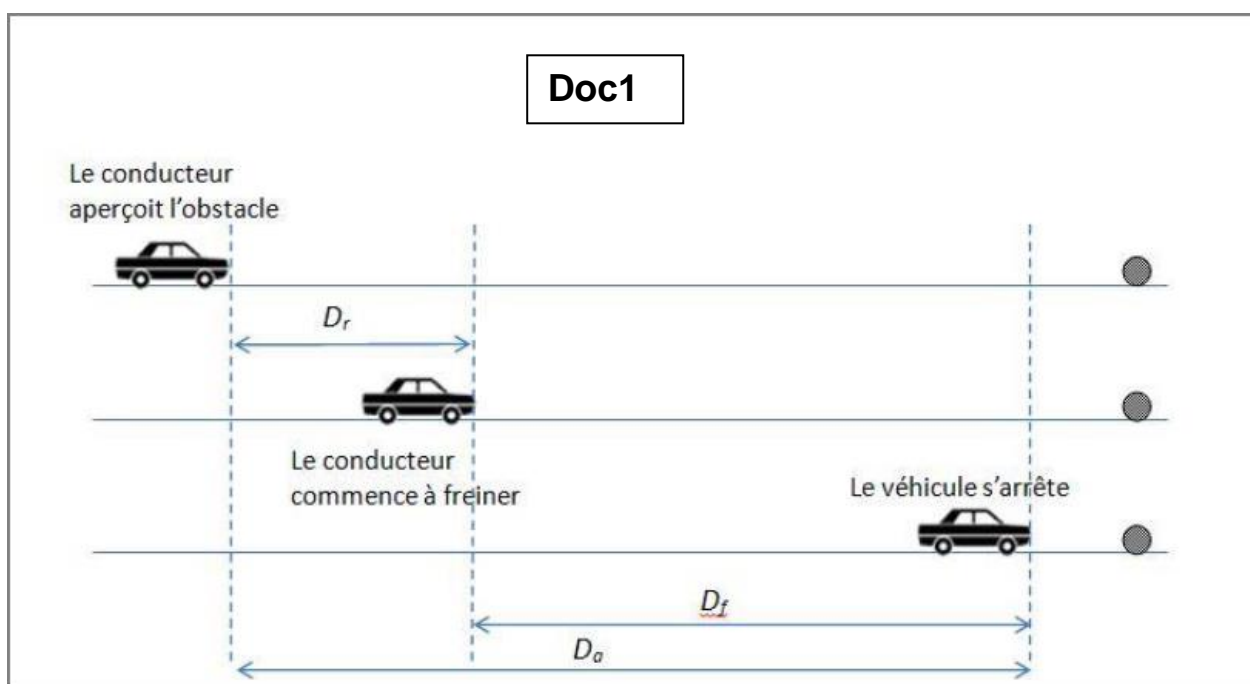 Doc1
Le conducteur
aperçoit l'obstacle
Dr
Le conducteur
commence à freiner
Le véhicule s'arrête
Df
Da